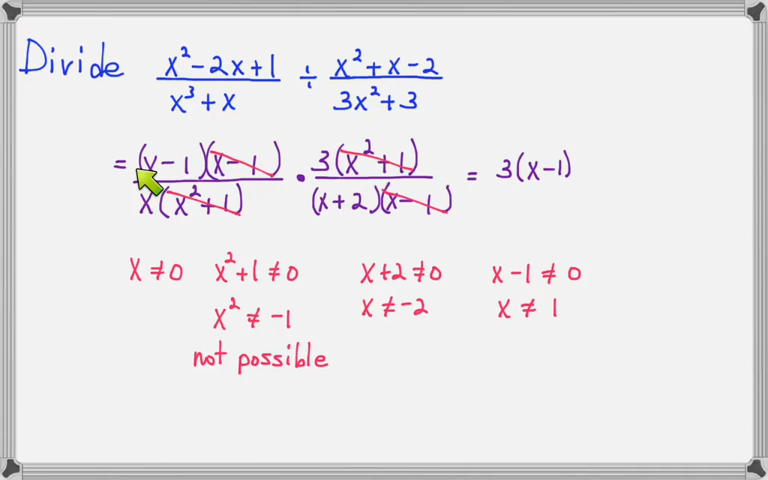 Divide (x² - 2x + 1)/(x³ + x) ÷ (x² + x - 2)/(3x² + 3)
= (x - 1)(x - 1)/x(x² + 1) • 3(x² + 1)/(x + 2)(x - 1) = 3(x - 1)
x ≠ 0 x² + 1 ≠ 0 x + 2 ≠ 0 x - 1 ≠ 0
x² ≠ -1 x ≠ -2 x ≠ 1
not possible